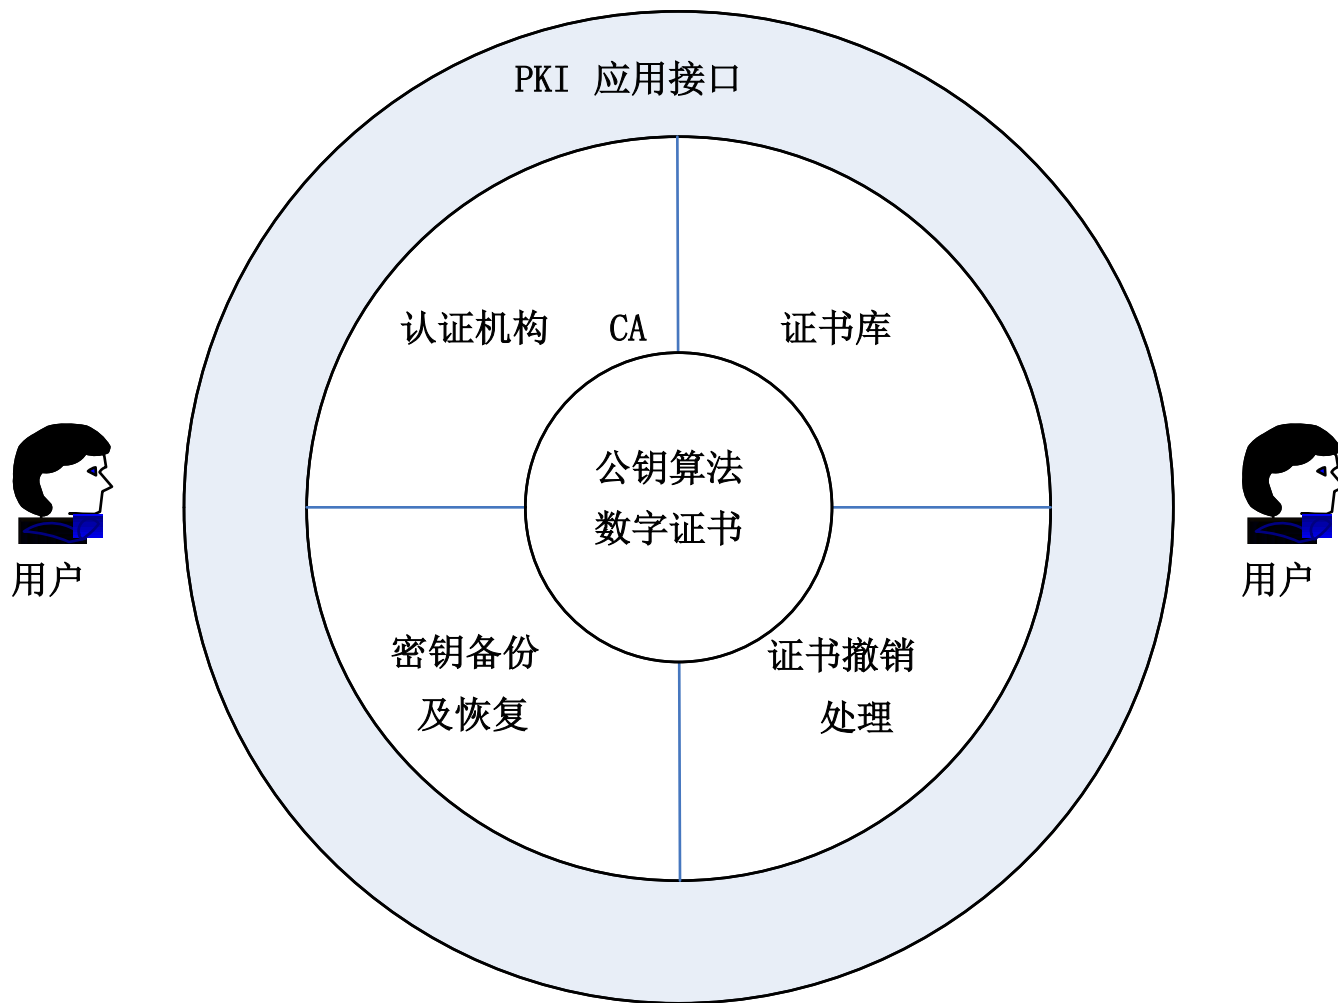 PKI 应用接口
认证机构 CA
证书库
公钥算法
数字证书
用户
用户
密钥备份
及恢复
证书撤销
处理